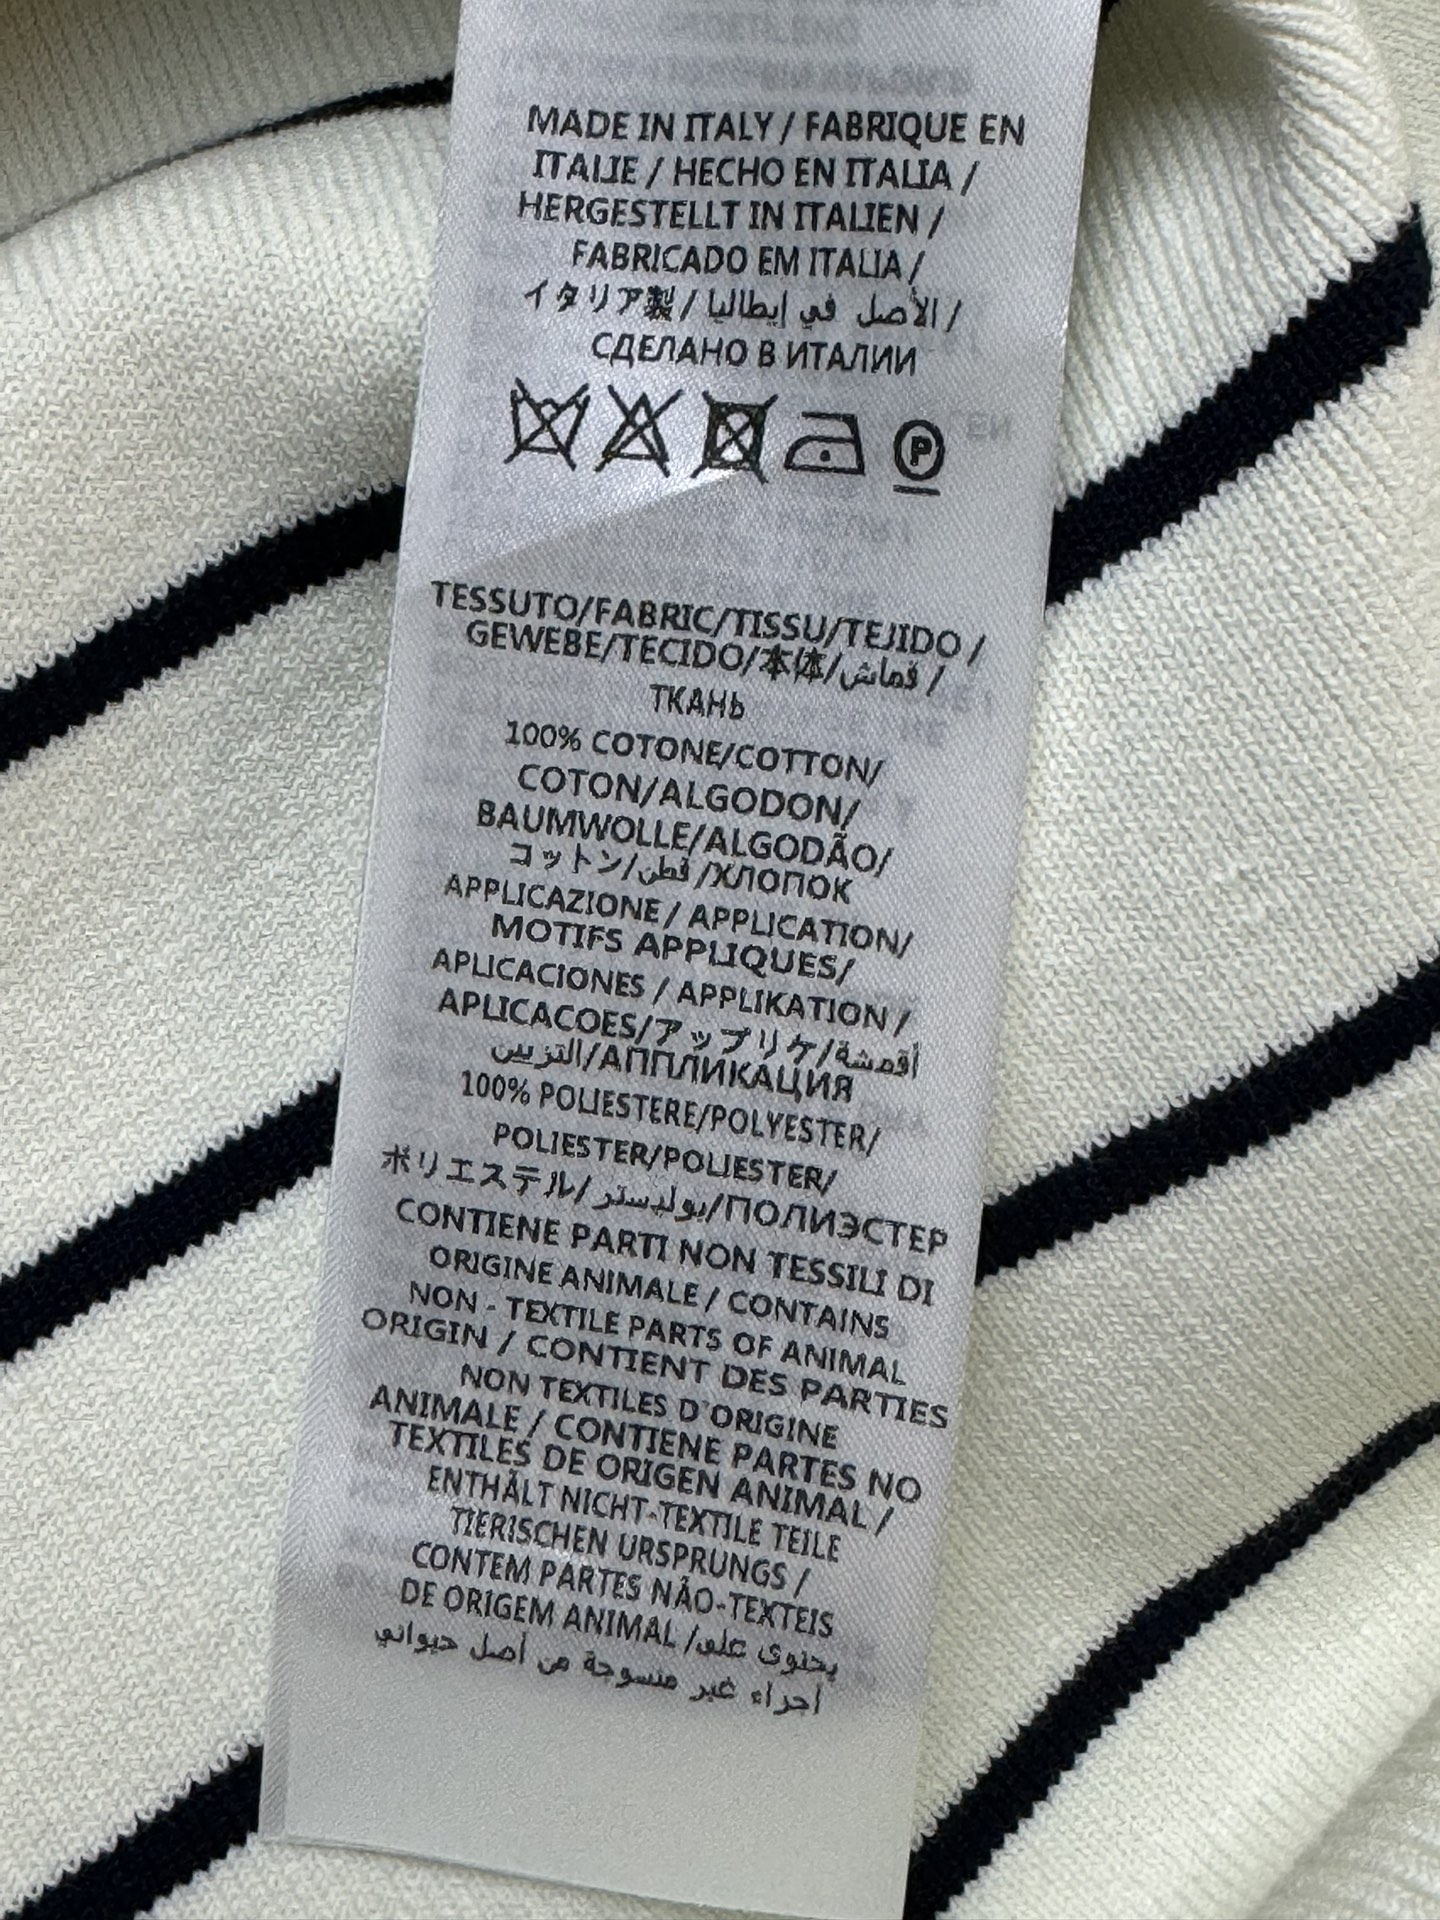 MADE IN ITALY / FABRIQUE EN
ITALIE / HECHO EN ITALIA /
HERGESTELLT IN ITALIEN /
FABRICADO EM ITALIA /
イタリア製 / الأصل في إيطاليا /
СДЕЛАНО В ИТАЛИИ
P
TESSUTO/FABRIC/TISSU/TEJIDO /
GEWEBE/TECIDO/本体/قماش /
ТКАНЬ
100% COTONE/COTTON/
COTON/ALGODON/
BAUMWOLLE/ALGODÃO/
コットン/قطن /ХЛОПОК
APPLICAZIONE / APPLICATION/
MOTIFS APPLIQUES/
APLICACIONES / APPLIKATION /
APLICACOES/アップリケ/أقمشة
التزيين/АППЛИКАЦИЯ
100% POLIESTERE/POLYESTER/
POLIESTER/POLIESTER/
ポリエステル/بوليستر/ПОЛИЭСТЕР
CONTIENE PARTI NON TESSILI DI
ORIGINE ANIMALE / CONTAINS
NON - TEXTILE PARTS OF ANIMAL
ORIGIN / CONTIENT DES PARTIES
NON TEXTILES D'ORIGINE
ANIMALE / CONTIENE PARTES NO
TEXTILES DE ORIGEN ANIMAL /
ENTHÄLT NICHT-TEXTILE TEILE
TIERISCHEN URSPRUNGS /
CONTEM PARTES NÃO-TEXTEIS
DE ORIGEM ANIMAL /يحتوى على
أجزاء غير منسوجة من أصل حيواني